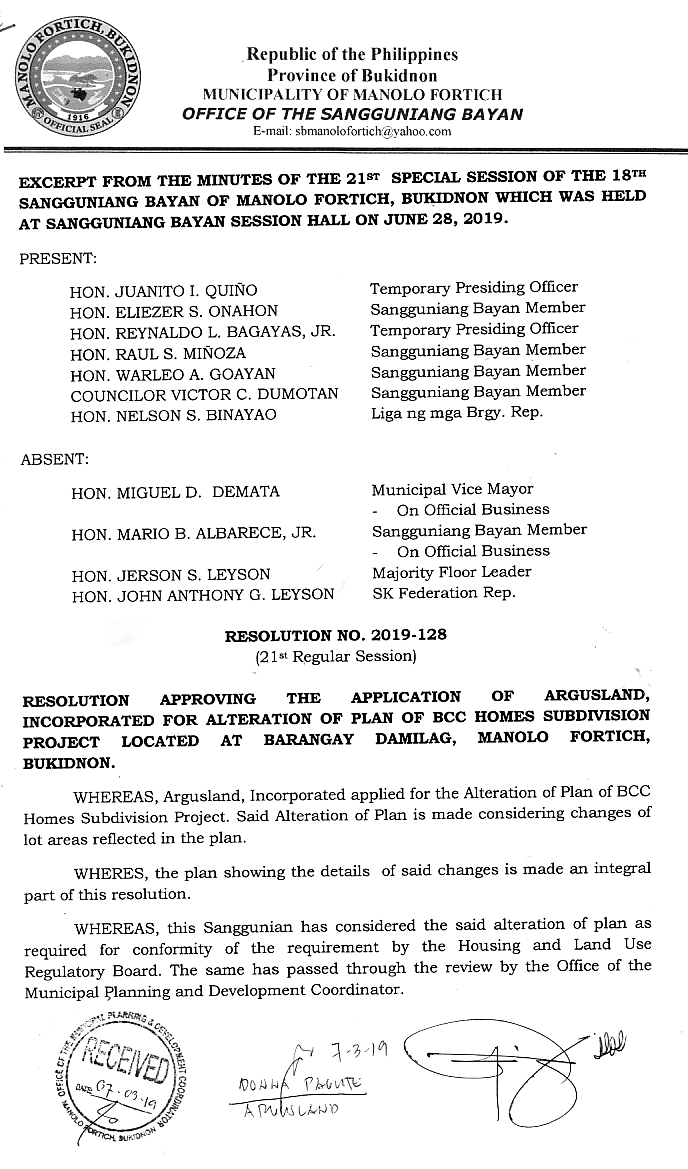 MANOLO FORTICH, BUKIDNON
1916
OFFICIAL SEAL
Republic of the Philippines
Province of Bukidnon
MUNICIPALITY OF MANOLO FORTICH
OFFICE OF THE SANGGUNIANG BAYAN
E-mail: sbmanolofortich@yahoo.com
EXCERPT FROM THE MINUTES OF THE 21ST SPECIAL SESSION OF THE 18TH
SANGGUNIANG BAYAN OF MANOLO FORTICH, BUKIDNON WHICH WAS HELD
AT SANGGUNIANG BAYAN SESSION HALL ON JUNE 28, 2019.
PRESENT:
HON. JUANITO I. QUIÑO Temporary Presiding Officer
HON. ELIEZER S. ONAHON Sangguniang Bayan Member
HON. REYNALDO L. BAGAYAS, JR. Temporary Presiding Officer
HON. RAUL S. MIÑOZA Sangguniang Bayan Member
HON. WARLEO A. GOAYAN Sangguniang Bayan Member
COUNCILOR VICTOR C. DUMOTAN Sangguniang Bayan Member
HON. NELSON S. BINAYAO Liga ng mga Brgy. Rep.
ABSENT:
HON. MIGUEL D. DEMATA Municipal Vice Mayor
- On Official Business
HON. MARIO B. ALBARECE, JR. Sangguniang Bayan Member
- On Official Business
HON. JERSON S. LEYSON Majority Floor Leader
HON. JOHN ANTHONY G. LEYSON SK Federation Rep.
RESOLUTION NO. 2019-128
(21st Regular Session)
RESOLUTION APPROVING THE APPLICATION OF ARGUSLAND,
INCORPORATED FOR ALTERATION OF PLAN OF BCC HOMES SUBDIVISION
PROJECT LOCATED AT BARANGAY DAMILAG, MANOLO FORTICH,
BUKIDNON.
WHEREAS, Argusland, Incorporated applied for the Alteration of Plan of BCC
Homes Subdivision Project. Said Alteration of Plan is made considering changes of
lot areas reflected in the plan.
WHERES, the plan showing the details of said changes is made an integral
part of this resolution.
WHEREAS, this Sanggunian has considered the said alteration of plan as
required for conformity of the requirement by the Housing and Land Use
Regulatory Board. The same has passed through the review by the Office of the
Municipal Planning and Development Coordinator.
OFFICE OF THE MUNICIPAL PLANNING & DEVELOPMENT COORDINATOR
RECEIVED
DATE: 07-03-19
MANOLO FORTICH, BUKIDNON
7-3-19
DONNA PAGUTE
ARGUSLAND